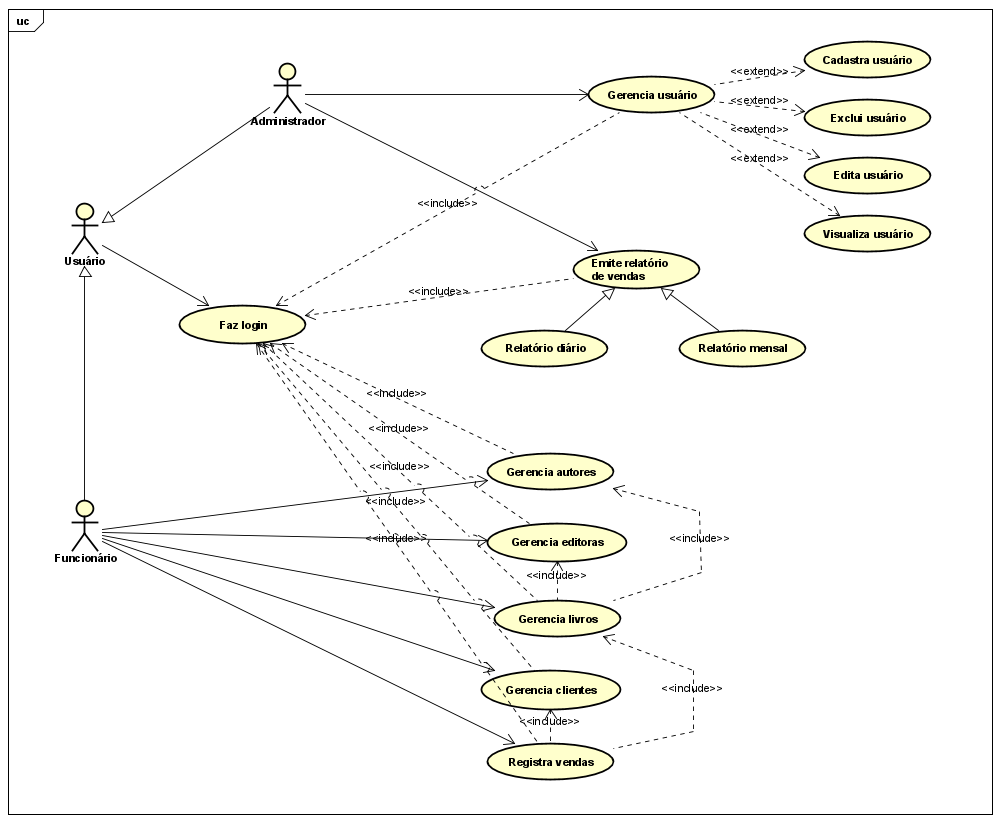 uc
Cadastra usuário
<<extend>>
Gerencia usuário
<<extend>>
Exclui usuário
Administrador
<<extend>>
<<extend>>
Edita usuário
<<include>>
Visualiza usuário
Usuário
Emite relatório
de vendas
<<include>>
Faz login
Relatório diário
Relatório mensal
<<include>>
<<include>>
<<include>>
Gerencia autores
<<include>>
<<include>>
Gerencia editoras
<<include>>
Funcionário
<<include>>
Gerencia livros
Gerencia clientes
<<include>>
<<include>>
Registra vendas